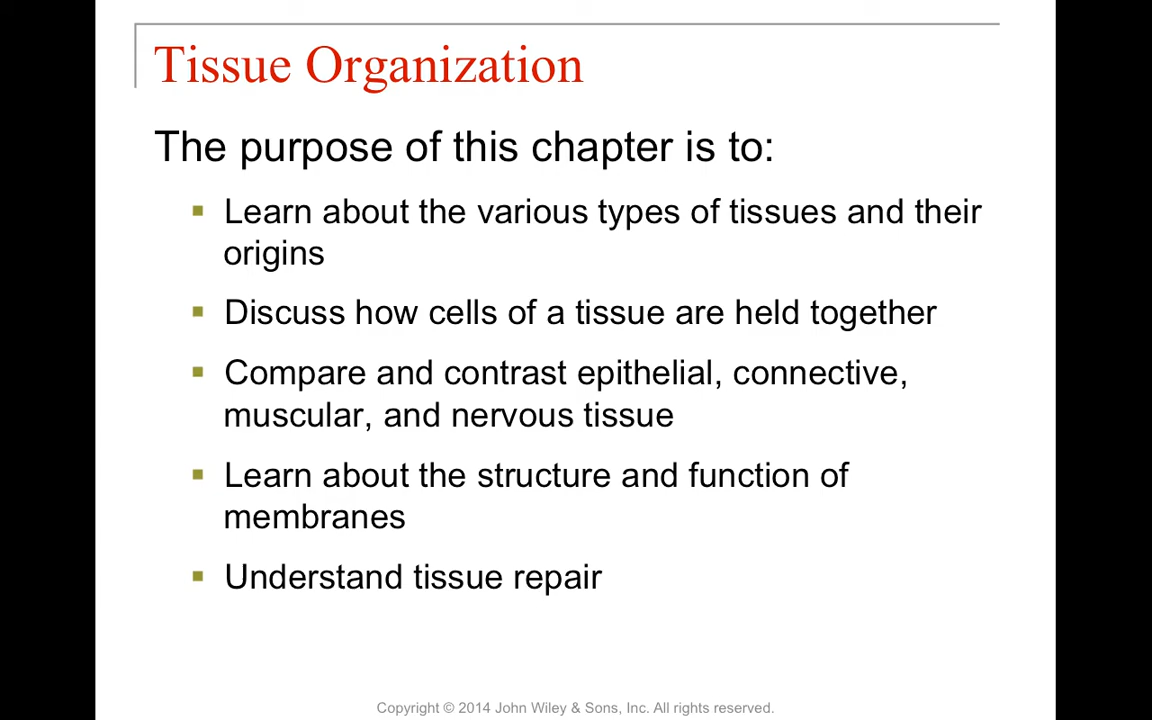 Tissue Organization
The purpose of this chapter is to:
▪ Learn about the various types of tissues and their
origins
▪ Discuss how cells of a tissue are held together
▪ Compare and contrast epithelial, connective,
muscular, and nervous tissue
▪ Learn about the structure and function of
membranes
▪ Understand tissue repair
Copyright © 2014 John Wiley & Sons, Inc. All rights reserved.